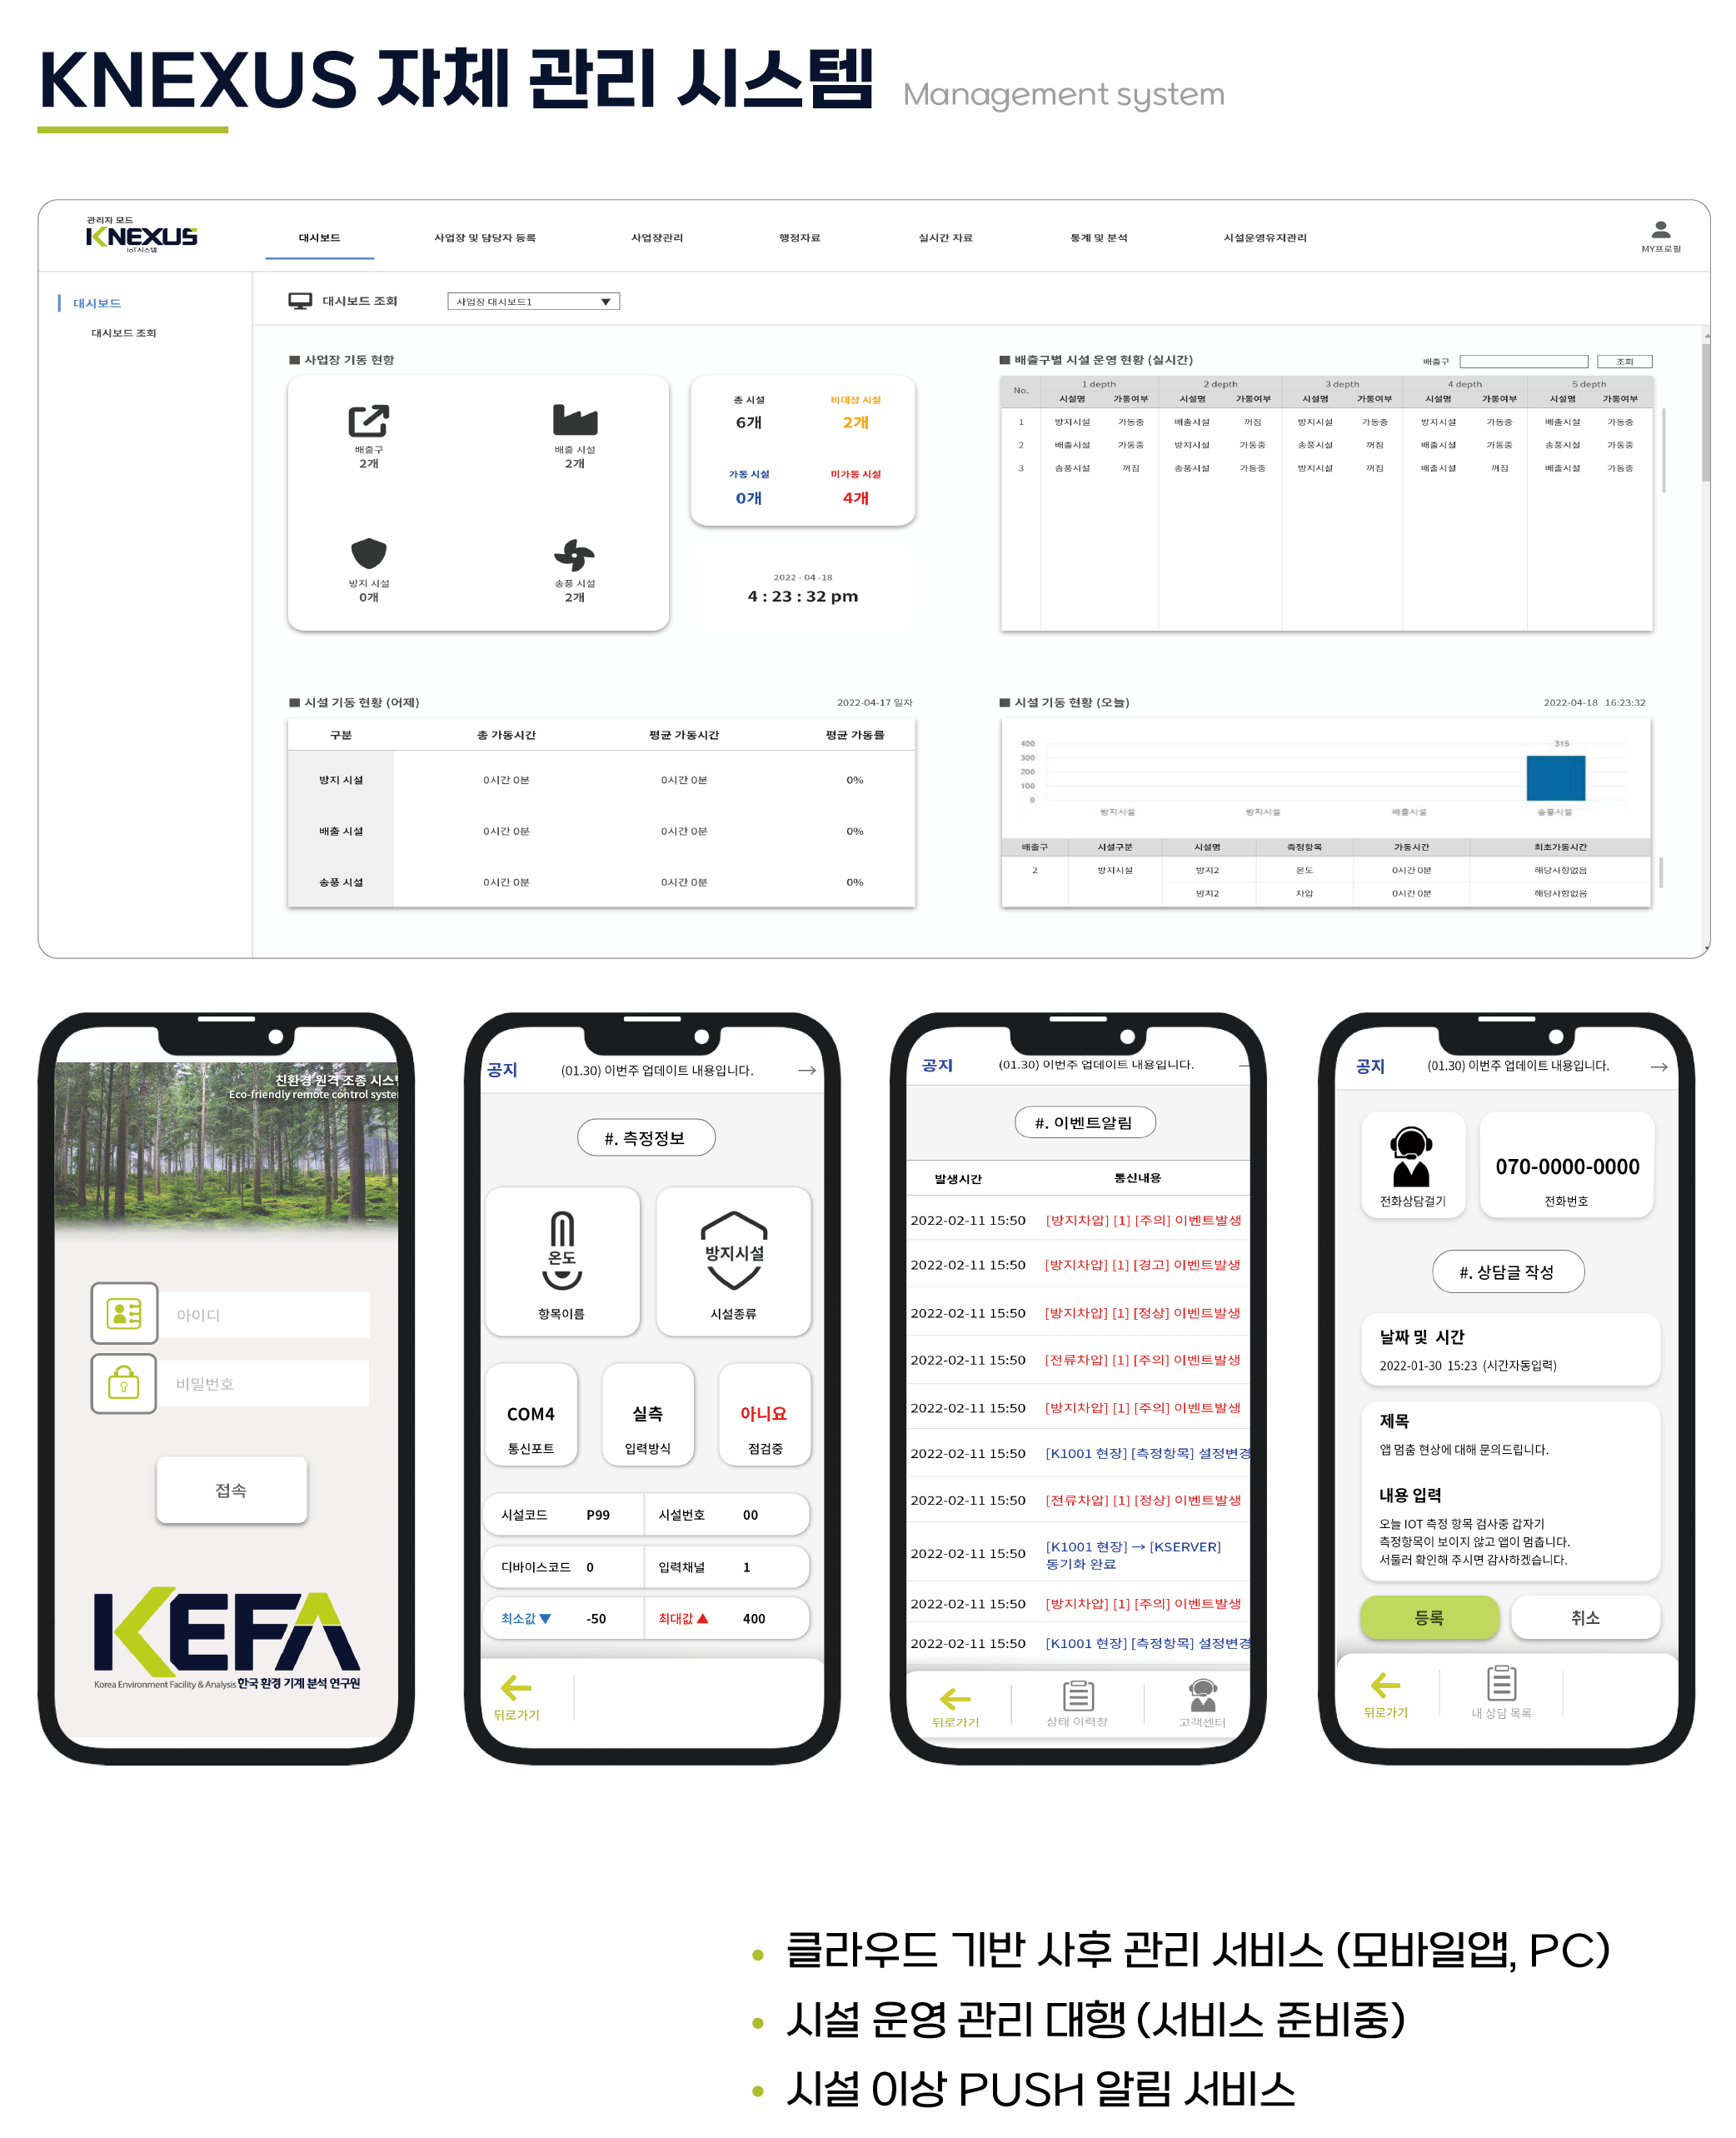 KNEXUS 자체 관리 시스템 Management system
관리자 모드
KNEXUS
IoT시스템
대시보드 사업장 및 담당자 등록 사업장관리 행정자료 실시간 자료 통계 및 분석 시설운영유지관리
MY프로필
대시보드
대시보드 조회
대시보드 조회 사업장 대시보드1
사업장 기동 현항
배출구 2개
배출 시설 2개
방지 시설 0개
송풍 시설 2개
총 시설 비대상 시설
6개 2개
가동 시설 미가동 시설
0개 4개
2022 - 04 -18
4 : 23 : 32 pm
배출구별 시설 운영 현황 (실시간) 배출구 조회
No. 1 depth 2 depth 3 depth 4 depth 5 depth
시설명 가동여부 시설명 가동여부 시설명 가동여부 시설명 가동여부 시설명 가동여부
1 방지시설 가동중 배출시설 꺼짐 방지시설 가동중 방지시설 가동중 배출시설 가동중
2 배출시설 가동중 방지시설 가동중 송풍시설 꺼짐 배출시설 가동중 송풍시설 가동중
3 송풍시설 꺼짐 송풍시설 가동중 방지시설 꺼짐 배출시설 꺼짐 배출시설 가동중
시설 기동 현황 (어제) 2022-04-17 일자
구분 총 가동시간 평균 가동시간 평균 가동률
방지 시설 0시간 0분 0시간 0분 0%
배출 시설 0시간 0분 0시간 0분 0%
송풍 시설 0시간 0분 0시간 0분 0%
시설 기동 현황 (오늘) 2022-04-18 16:23:32
400
300
200
100
0
315
방지시설 방지시설 배출시설 송풍시설
배출구 시설구분 시설명 측정항목 가동시간 최초가동시간
2 방지시설 방지2 온도 0시간 0분 해당사항없음
방지2 차압 0시간 0분 해당사항없음
친환경 원격 조종 시스템
Eco-friendly remote control syste
아이디
비밀번호
접속
KEFA
Korea Environment Facility & Analysis 한국 환경 기계 분석 연구원
공지 (01.30) 이번주 업데이트 내용입니다. →
#. 측정정보
온도
항목이름
방지시설
시설종류
COM4 실측 아니요
통신포트 입력방식 점검중
시설코드 P99 시설번호 00
디바이스코드 0 입력채널 1
최소값▼ -50 최대값▲ 400
뒤로가기
공지 (01.30) 이번주 업데이트 내용입니다.
#. 이벤트알림
발생시간 통신내용
2022-02-11 15:50 [방지차압] [1] [주의] 이벤트발생
2022-02-11 15:50 [방지차압] [1] [경고] 이벤트발생
2022-02-11 15:50 [방지차압] [1] [정상] 이벤트발생
2022-02-11 15:50 [전류차압] [1] [주의] 이벤트발생
2022-02-11 15:50 [방지차압] [1] [주의] 이벤트발생
2022-02-11 15:50 [K1001 현장] [측정항목] 설정변경
2022-02-11 15:50 [전류차압] [1] [정상] 이벤트발생
2022-02-11 15:50 [K1001 현장] → [KSERVER]
동기화 완료
2022-02-11 15:50 [방지차압] [1] [주의] 이벤트발생
2022-02-11 15:50 [K1001 현장] [측정항목] 설정변경
뒤로가기 상태 이력창 고객센터
공지 (01.30) 이번주 업데이트 내용입니다. →
전화상담걸기
070-0000-0000
전화번호
#. 상담글 작성
날짜 및 시간
2022-01-30 15:23 (시간자동입력)
제목
앱 멈춤 현상에 대해 문의드립니다.
내용 입력
오늘 IOT 측정 항목 검사중 갑자기
측정항목이 보이지 않고 앱이 멈춥니다.
서둘러 확인해 주시면 감사하겠습니다.
등록 취소
뒤로가기 내 상담 목록
• 클라우드 기반 사후 관리 서비스 (모바일앱, PC)
• 시설 운영 관리 대행 (서비스 준비중)
• 시설 이상 PUSH 알림 서비스